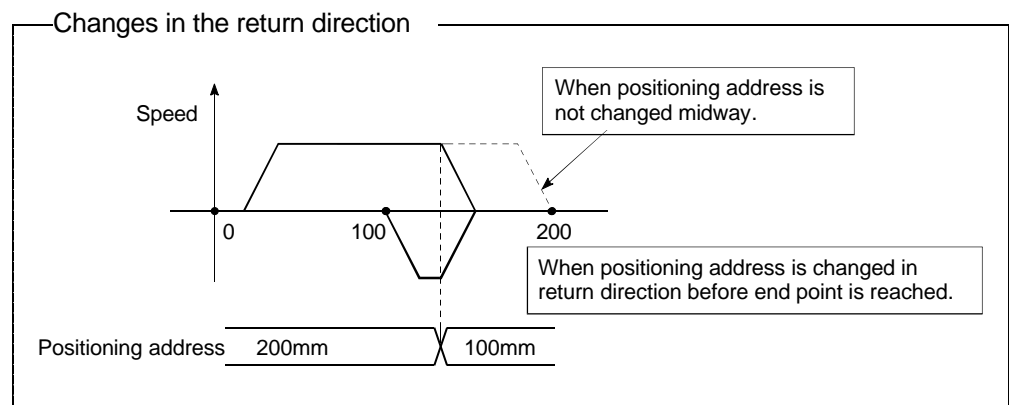 Changes in the return direction
When positioning address is
not changed midway.
Speed
0
100
200
When positioning address is changed in
return direction before end point is reached.
Positioning address
200mm
100mm